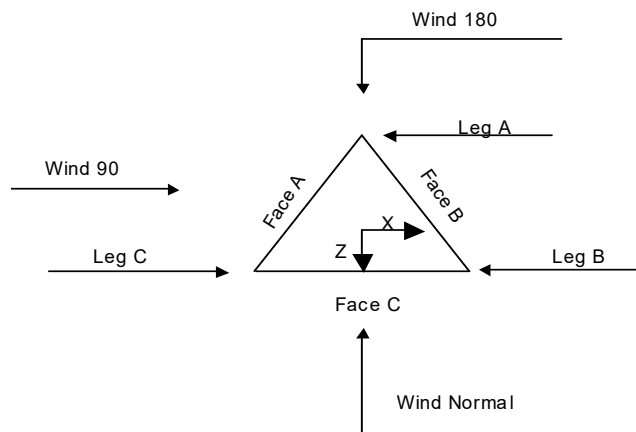 Wind 180
Leg A
Wind 90
Face A
Face B
X
Leg C
Z
Leg B
Face C
Wind Normal